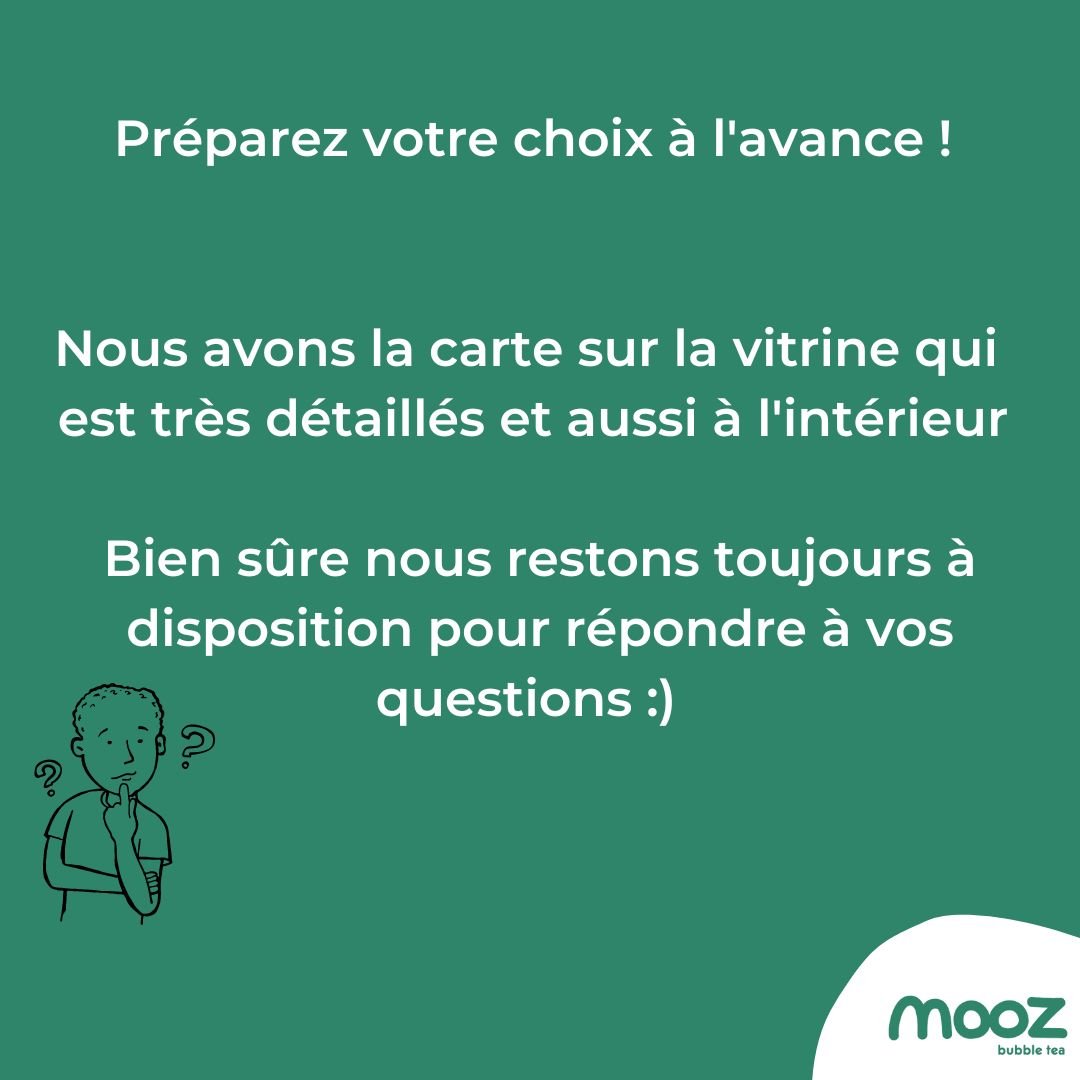 Préparez votre choix à l'avance !
Nous avons la carte sur la vitrine qui
est très détaillés et aussi à l'intérieur
Bien sûre nous restons toujours à
disposition pour répondre à vos
questions :)
?
?
mooz
bubble tea